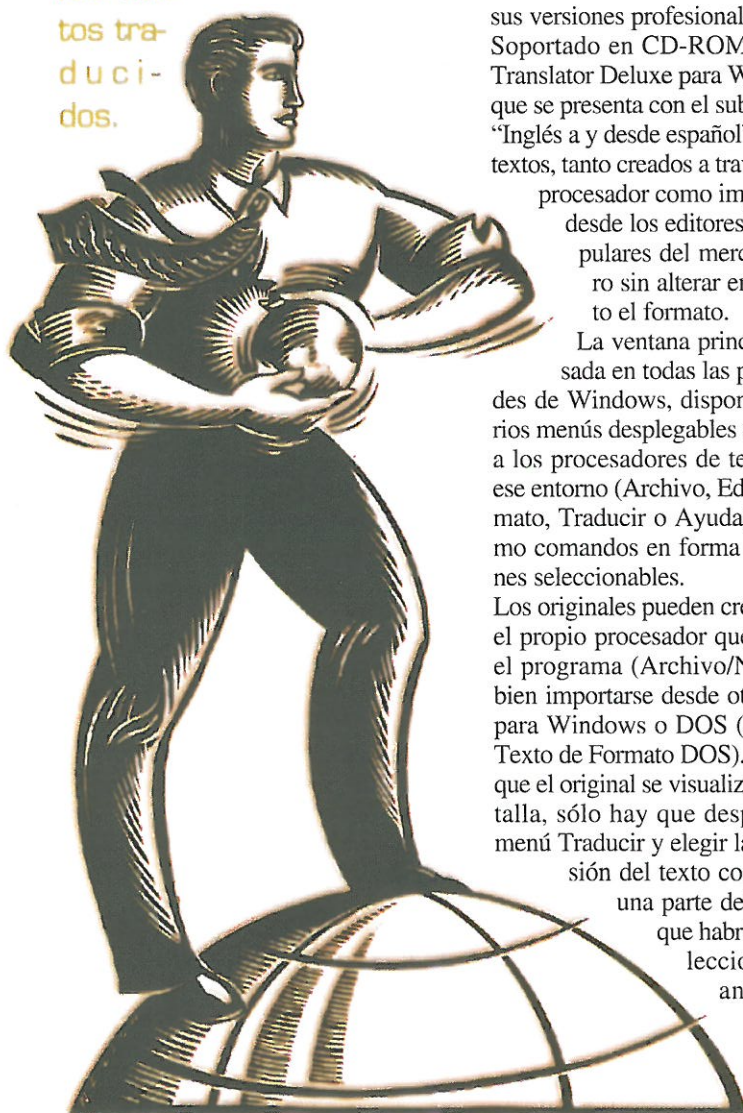 tos tra-
duci-
dos.
sus versiones profesional
Soportado en CD-ROM
Translator Deluxe para W
que se presenta con el sub
“Inglés a y desde español
textos, tanto creados a trav
procesador como im
desde los editores
pulares del merc
ro sin alterar en
to el formato.
La ventana princ
sada en todas las p
des de Windows, dispon
rios menús desplegables
a los procesadores de te
ese entorno (Archivo, Ed
mato, Traducir o Ayuda
mo comandos en forma
nes seleccionables.
Los originales pueden cre
el propio procesador que
el programa (Archivo/N
bien importarse desde ot
para Windows o DOS (
Texto de Formato DOS).
que el original se visualiz
talla, sólo hay que desp
menú Traducir y elegir la
sión del texto co
una parte de
que habr
leccio
an